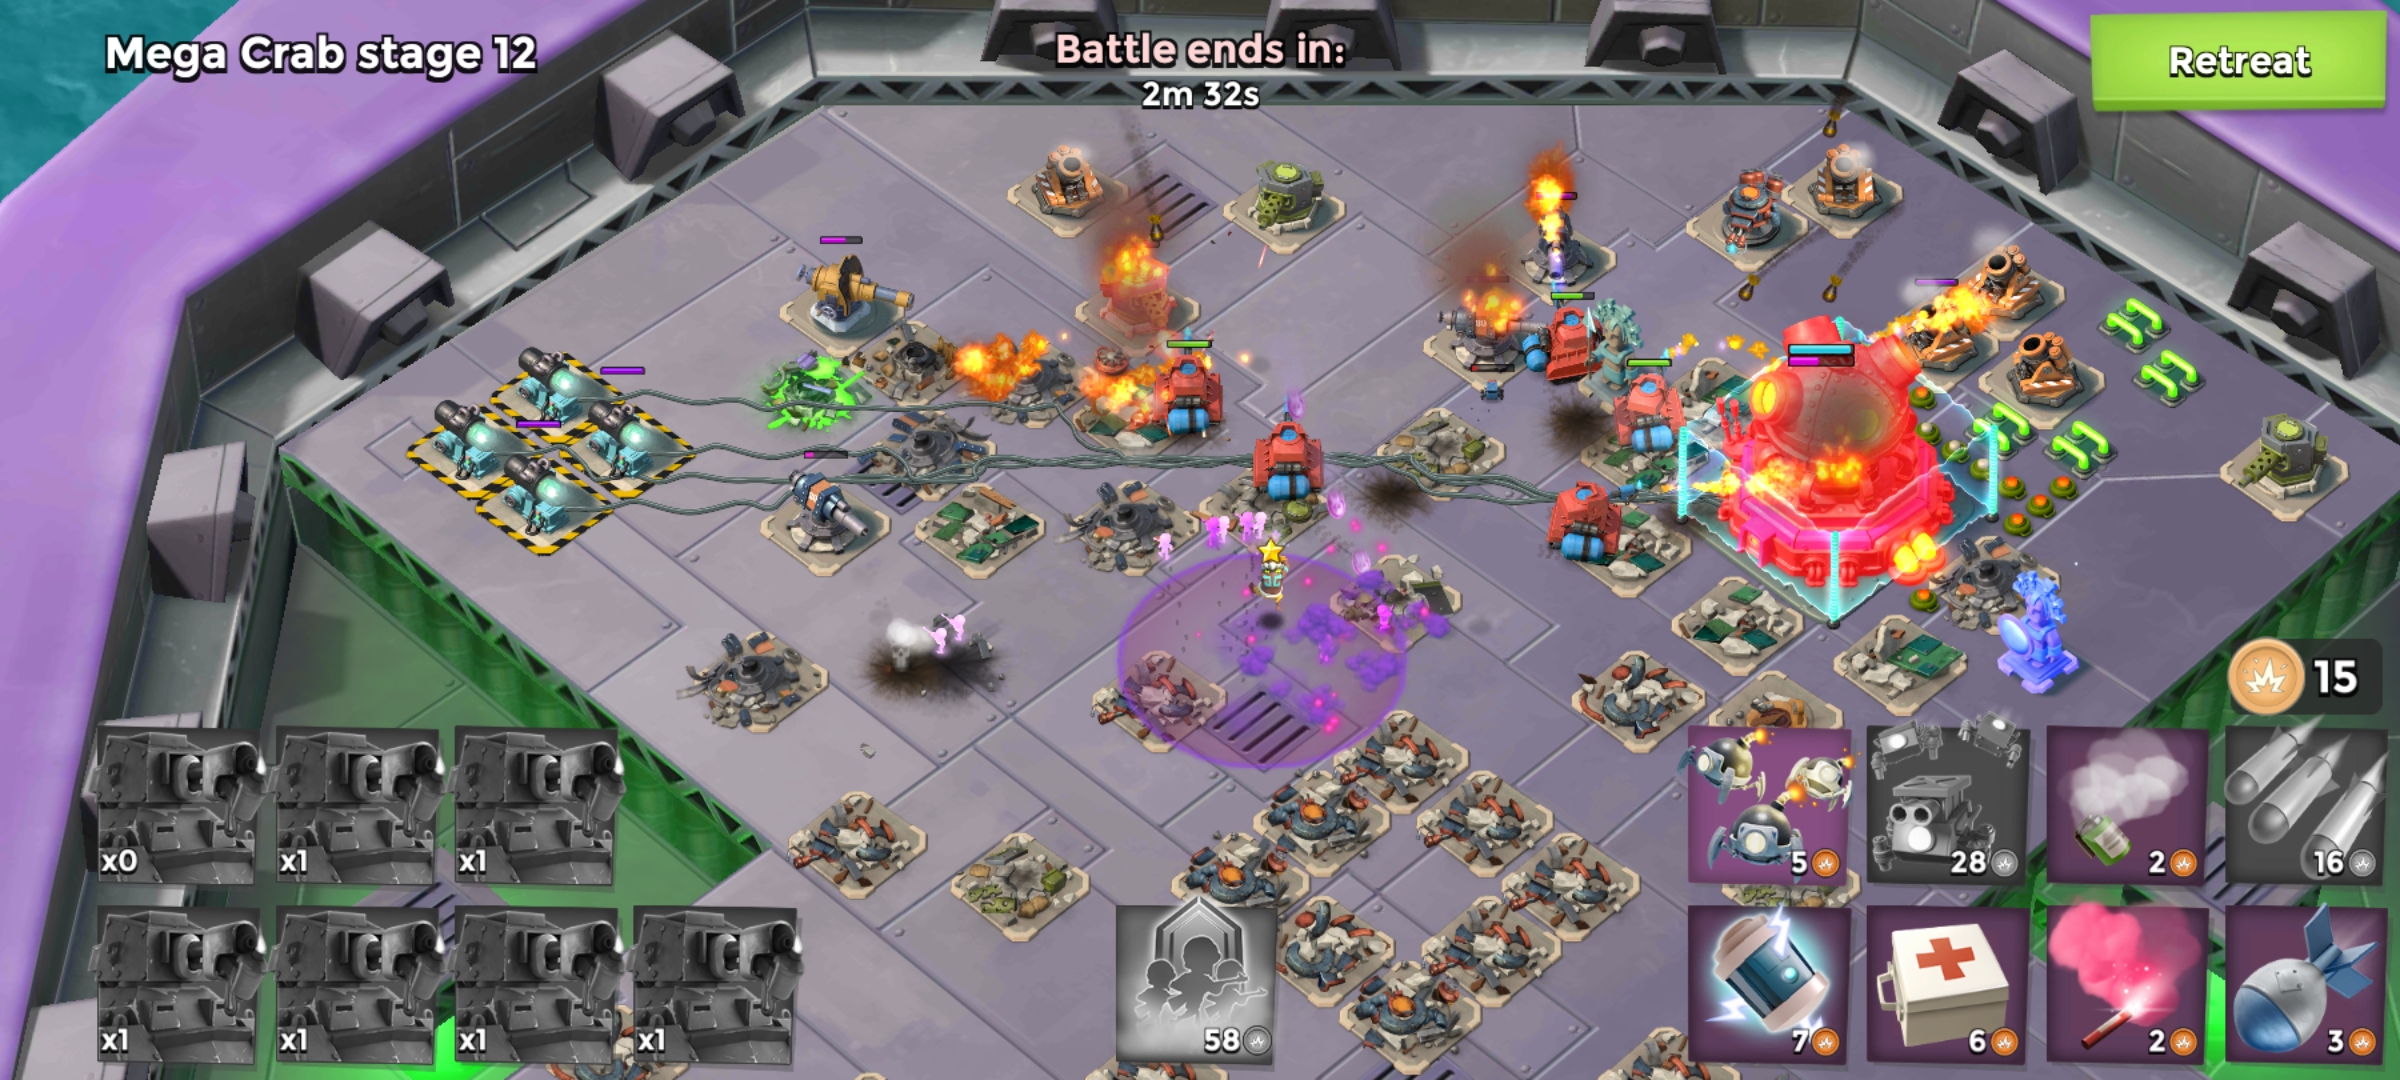 Mega Crab stage 12
Battle ends in:
2m 32s
Retreat
15
x0
x1
x1
5
28
2
16
x1
x1
x1
x1
58
7
6
2
3